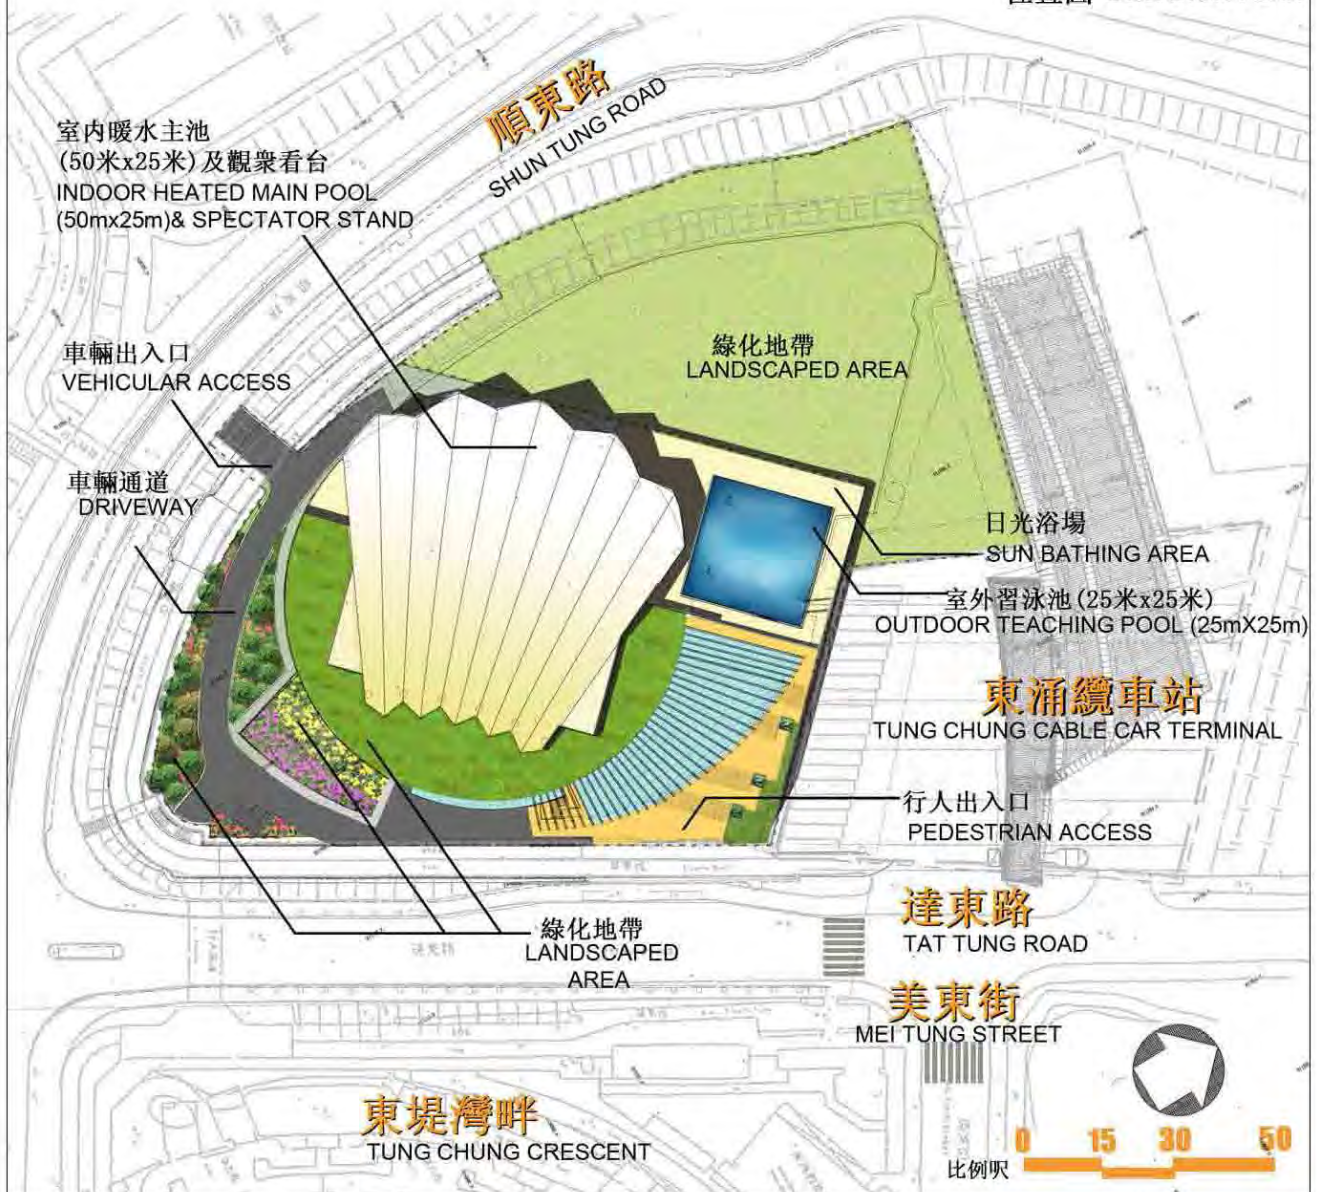 順東路
SHUN TUNG ROAD
室内暖水主池
(50米x25米)及觀衆看台
INDOOR HEATED MAIN POOL
(50mx25m)& SPECTATOR STAND
車輛出入口
VEHICULAR ACCESS
車輛通道
DRIVEWAY
綠化地帶
LANDSCAPED AREA
日光浴場
SUN BATHING AREA
室外習泳池(25米x25米)
OUTDOOR TEACHING POOL (25mX25m)
東涌纜車站
TUNG CHUNG CABLE CAR TERMINAL
行人出入口
PEDESTRIAN ACCESS
達東路
TAT TUNG ROAD
綠化地帶
LANDSCAPED
AREA
美東街
MEI TUNG STREET
東堤灣畔
TUNG CHUNG CRESCENT
0 15 30 50
比例呎